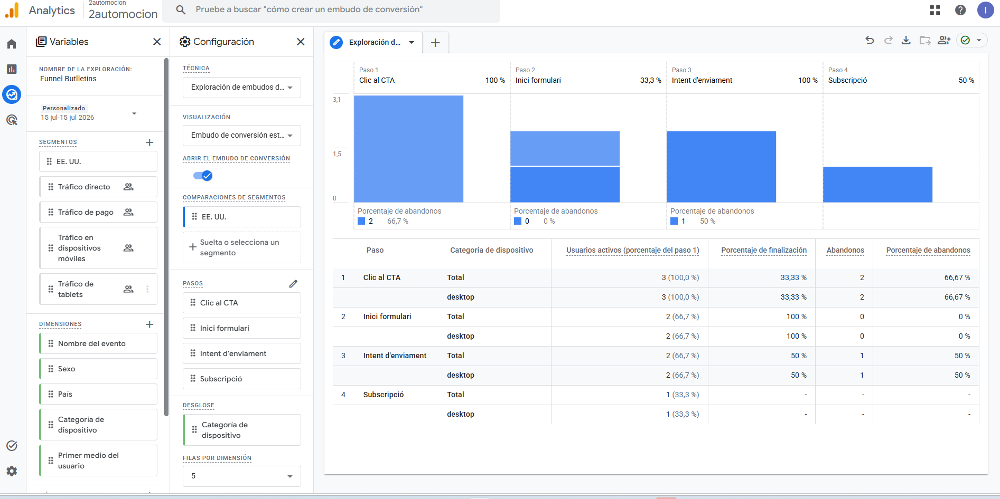 Analytics
2automocion
2automocion
Pruebe a buscar "cómo crear un embudo de conversión"
I
Variables
NOMBRE DE LA EXPLORACIÓN:
Funnel Butlletins
Personalizado
15 jul-15 jul 2026
SEGMENTOS
EE. UU.
Tráfico directo
Tráfico de pago
Tráfico en
dispositivos
móviles
Tráfico de
tablets
DIMENSIONES
Nombre del evento
Sexo
País
Categoría de
dispositivo
Primer medio del
usuario
Configuración
TÉCNICA
Exploración de embudos d...
VISUALIZACIÓN
Embudo de conversión est...
ABRIR EL EMBUDO DE CONVERSIÓN
COMPARACIONES DE SEGMENTOS
EE. UU.
Suelta o selecciona un
segmento
PASOS
Clic al CTA
Inici formulari
Intent d'enviament
Subscripció
DESGLOSE
Categoría de
dispositivo
FILAS POR DIMENSIÓN
5
Exploración d...
Paso 1 Paso 2 Paso 3 Paso 4
Clic al CTA 100 % Inici formulari 33,3 % Intent d'enviament 100 % Subscripció 50 %
3,1
1,5
0
Porcentaje de abandonos Porcentaje de abandonos Porcentaje de abandonos
2 66,7 % 0 0 % 1 50 %
Paso Categoría de dispositivo Usuarios activos (porcentaje del paso 1) Porcentaje de finalización Abandonos Porcentaje de abandonos
1 Clic al CTA Total 3 (100,0 %) 33,33 % 2 66,67 %
desktop 3 (100,0 %) 33,33 % 2 66,67 %
2 Inici formulari Total 2 (66,7 %) 100 % 0 0 %
desktop 2 (66,7 %) 100 % 0 0 %
3 Intent d'enviament Total 2 (66,7 %) 50 % 1 50 %
desktop 2 (66,7 %) 50 % 1 50 %
4 Subscripció Total 1 (33,3 %) - - -
desktop 1 (33,3 %) - - -